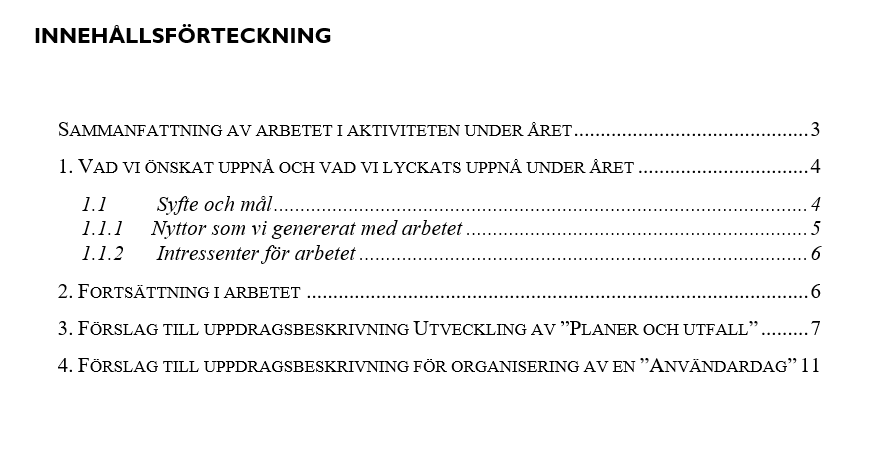 INNEHÅLLSFÖRTECKNING
SAMMANFATTNING AV ARBETET I AKTIVITETEN UNDER ÅRET 3
1. VAD VI ÖNSKAT UPPNÅ OCH VAD VI LYCKATS UPPNÅ UNDER ÅRET 4
1.1 Syfte och mål 4
1.1.1 Nyttor som vi genererat med arbetet 5
1.1.2 Intressenter för arbetet 6
2. FORTSÄTTNING I ARBETET 6
3. FÖRSLAG TILL UPPDRAGSBESKRIVNING UTVECKLING AV ”PLANER OCH UTFALL” 7
4. FÖRSLAG TILL UPPDRAGSBESKRIVNING FÖR ORGANISERING AV EN ”ANVÄNDARDAG” 11